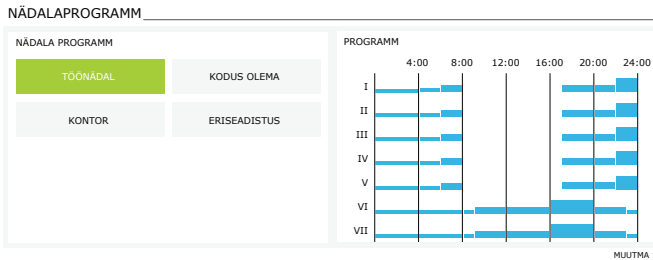 NÄDALAPROGRAMM
NÄDALA PROGRAMM
TÖÖNÄDAL
KODUS OLEMA
KONTOR
ERISEADISTUS
PROGRAMM
4:00 8:00 12:00 16:00 20:00 24:00
I
II
III
IV
V
VI
VII
MUUTMA